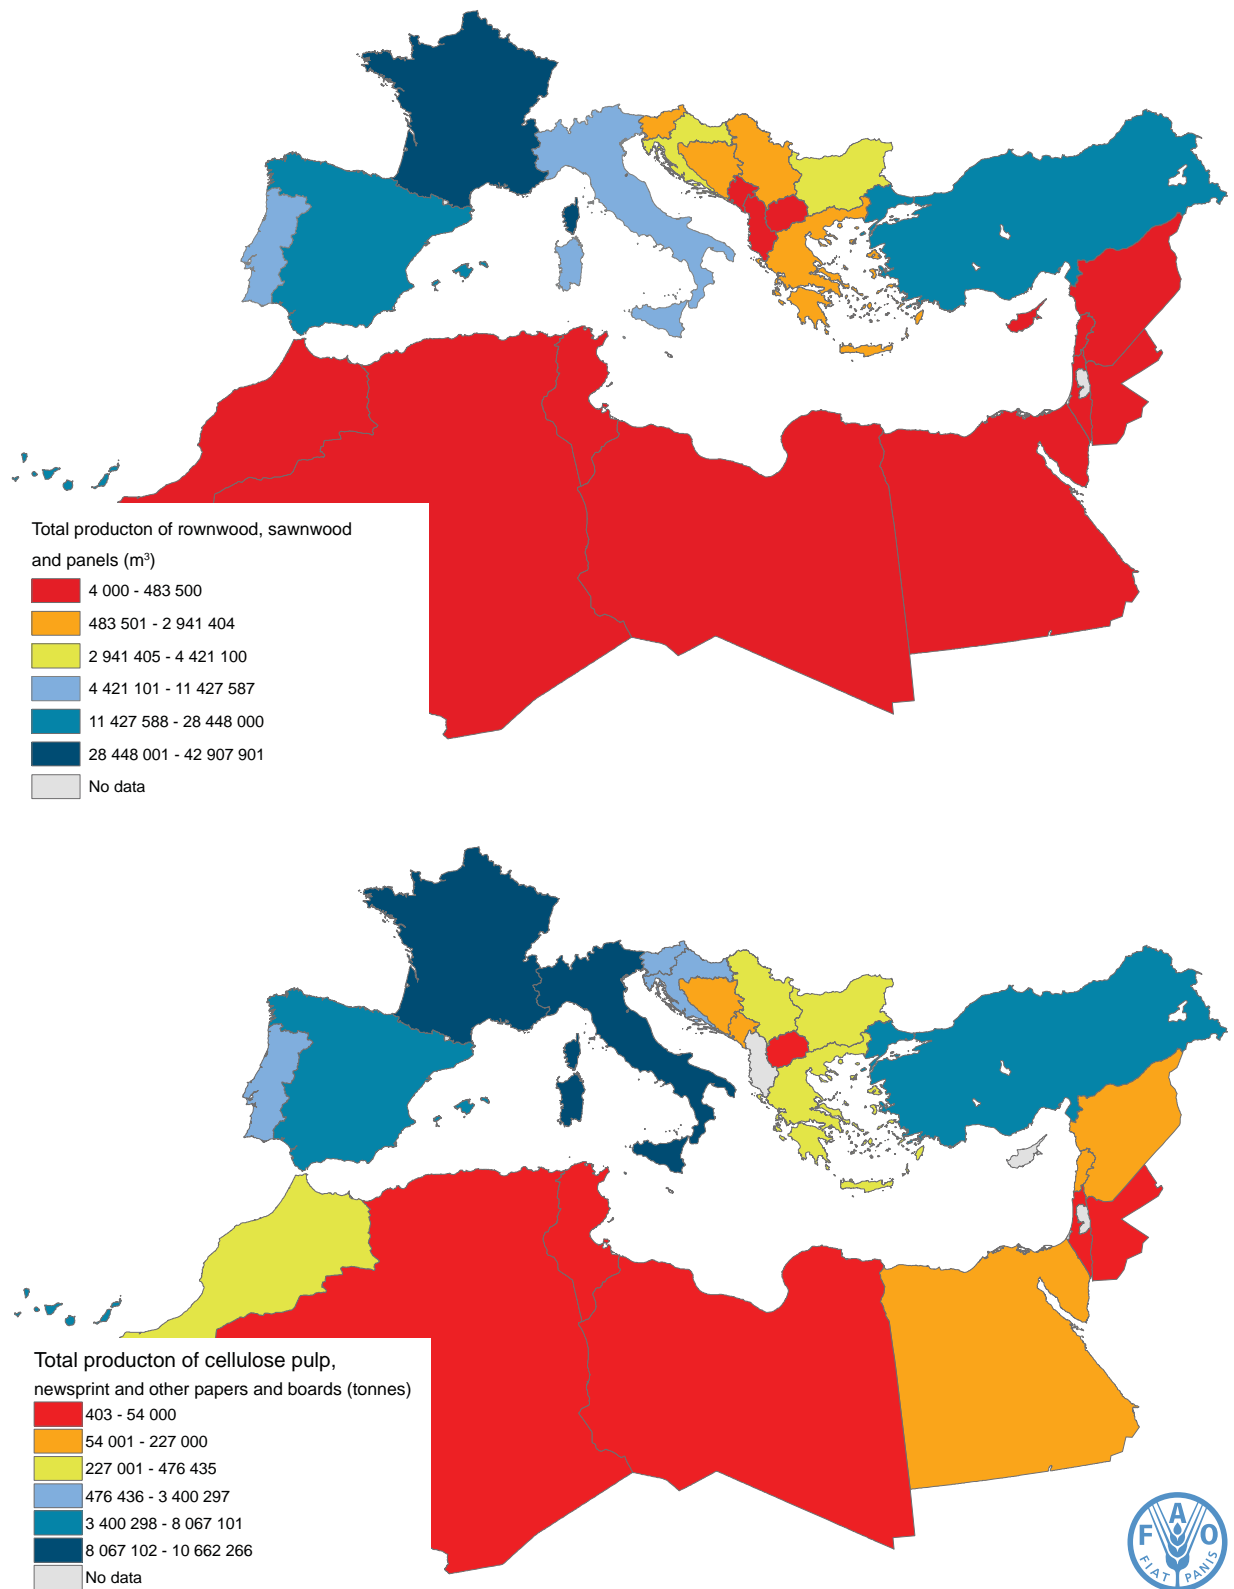 Total producton of rownwood, sawnwood
and panels (m³)
4 000 - 483 500
483 501 - 2 941 404
2 941 405 - 4 421 100
4 421 101 - 11 427 587
11 427 588 - 28 448 000
28 448 001 - 42 907 901
No data
Total producton of cellulose pulp,
newsprint and other papers and boards (tonnes)
403 - 54 000
54 001 - 227 000
227 001 - 476 435
476 436 - 3 400 297
3 400 298 - 8 067 101
8 067 102 - 10 662 266
No data
F A O
FIAT PANIS